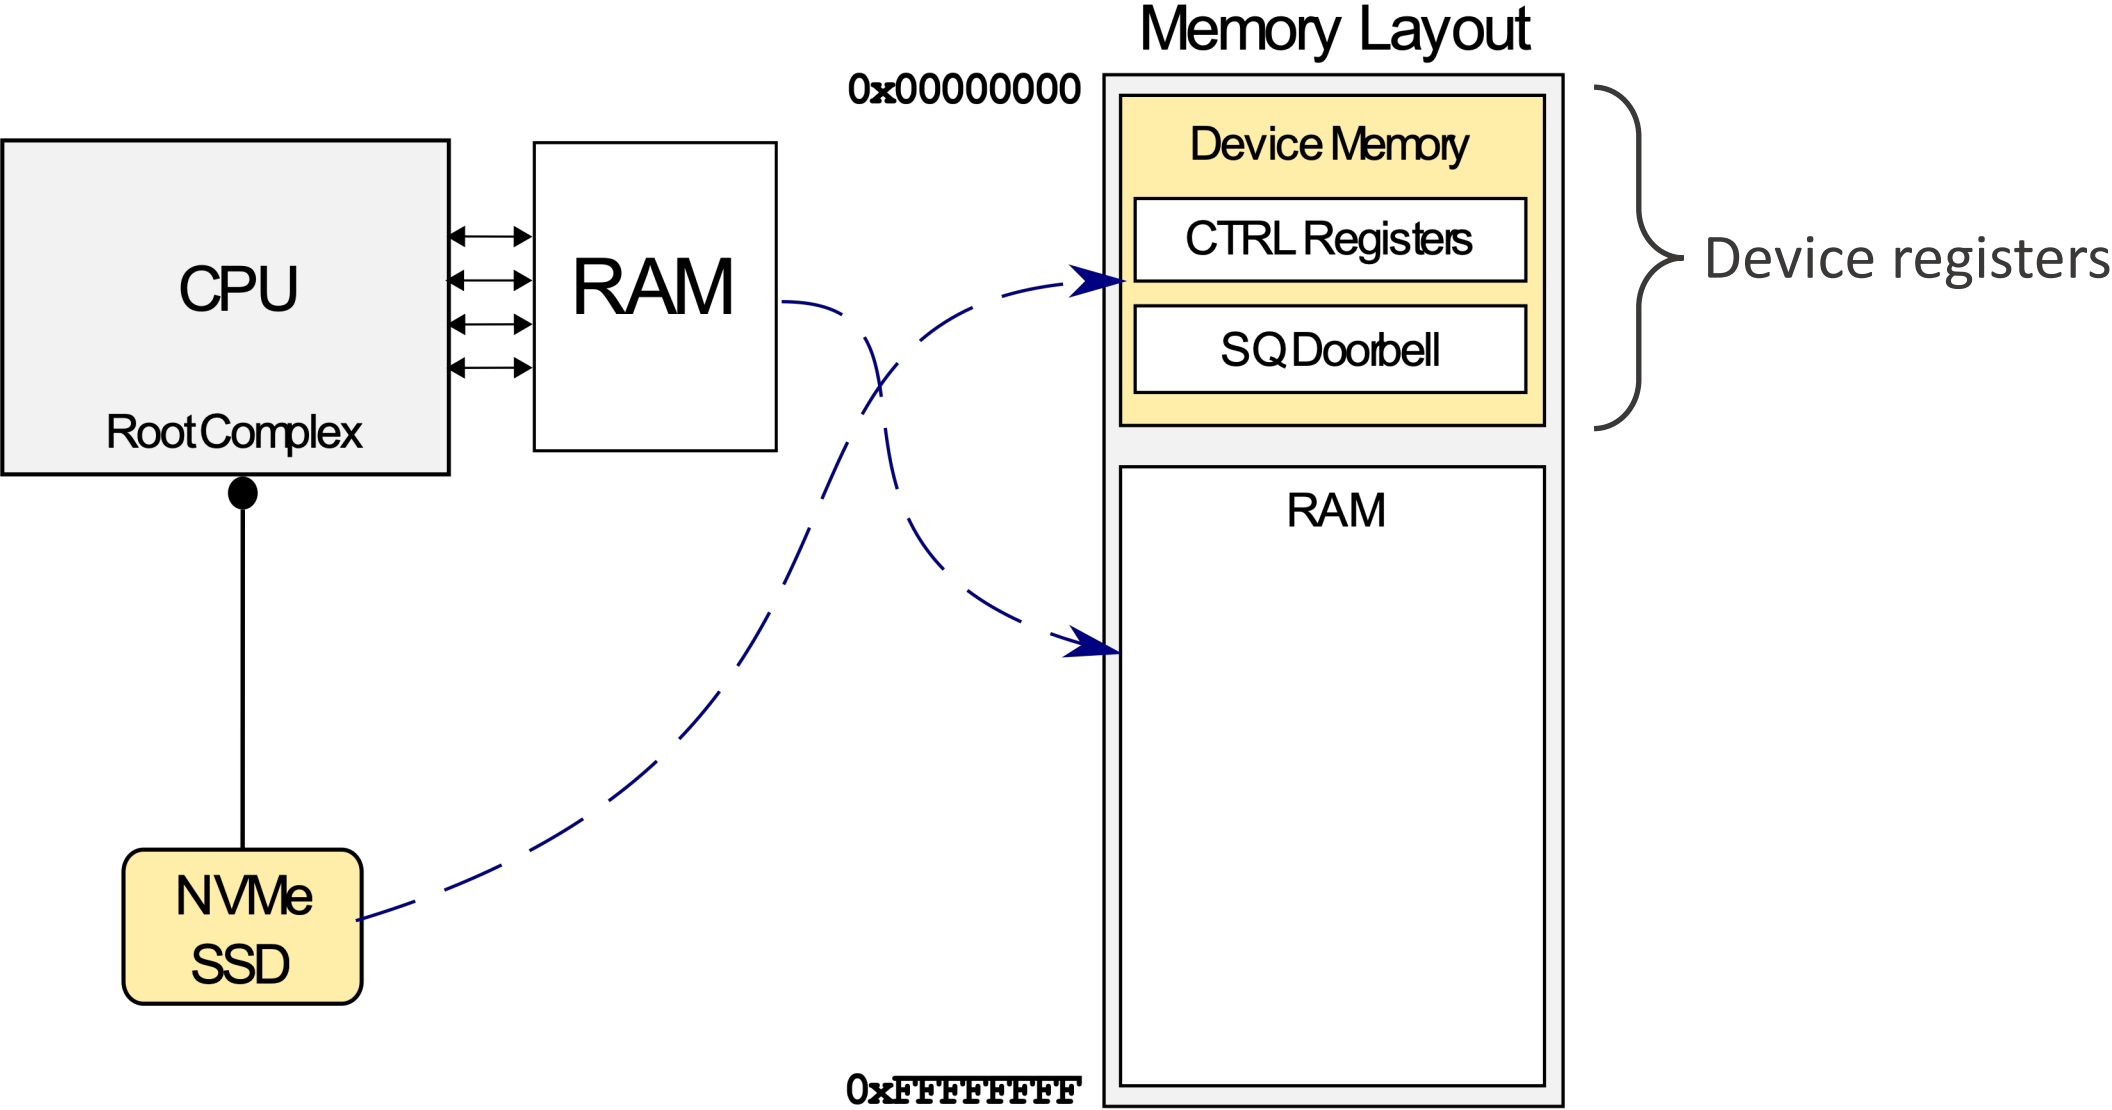 Memory Layout
0x00000000
Device Memory
CTRL Registers
SQ Doorbell
Device registers
CPU
Root Complex
RAM
RAM
NVMe
SSD
0xFFFFFFFF